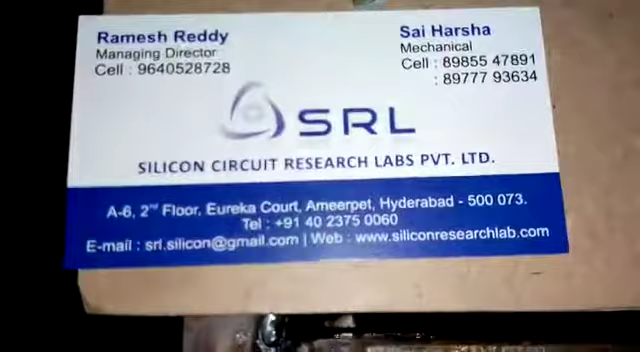 Ramesh Reddy
Managing Director
Cell : 9640528728
Sai Harsha
Mechanical
Cell : 89855 47891
: 89777 93634
SRL
SILICON CIRCUIT RESEARCH LABS PVT. LTD.
A-6, 2nd Floor, Eureka Court, Ameerpet, Hyderabad - 500 073.
Tel : +91 40 2375 0060
E-mail : srl.silicon@gmail.com | Web : www.siliconresearchlab.com